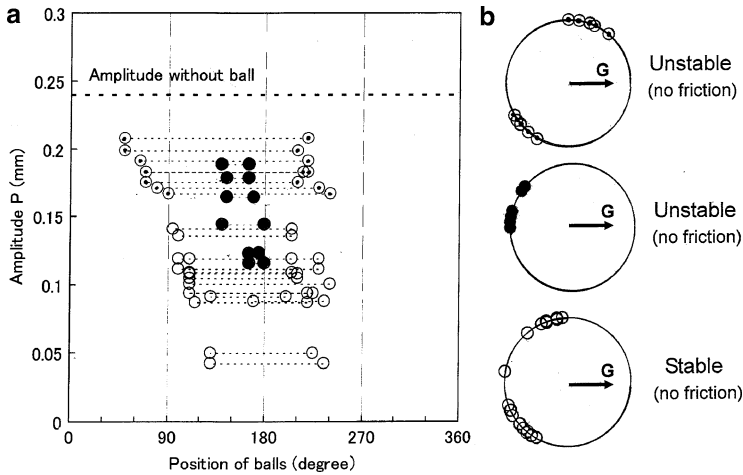 a
0.3
0.25
0.2
0.15
0.1
0.05
0
Amplitude P (mm)
Amplitude without ball
0 90 180 270 360
Position of balls (degree)
b
G
Unstable
(no friction)
G
Unstable
(no friction)
G
Stable
(no friction)